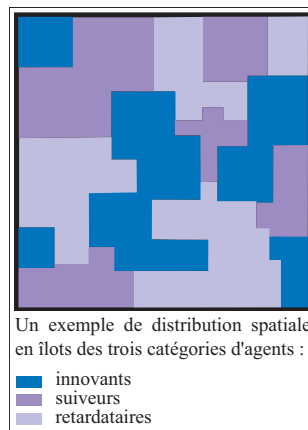 Un exemple de distribution spatiale
en îlots des trois catégories d'agents :
innovants
suiveurs
retardataires